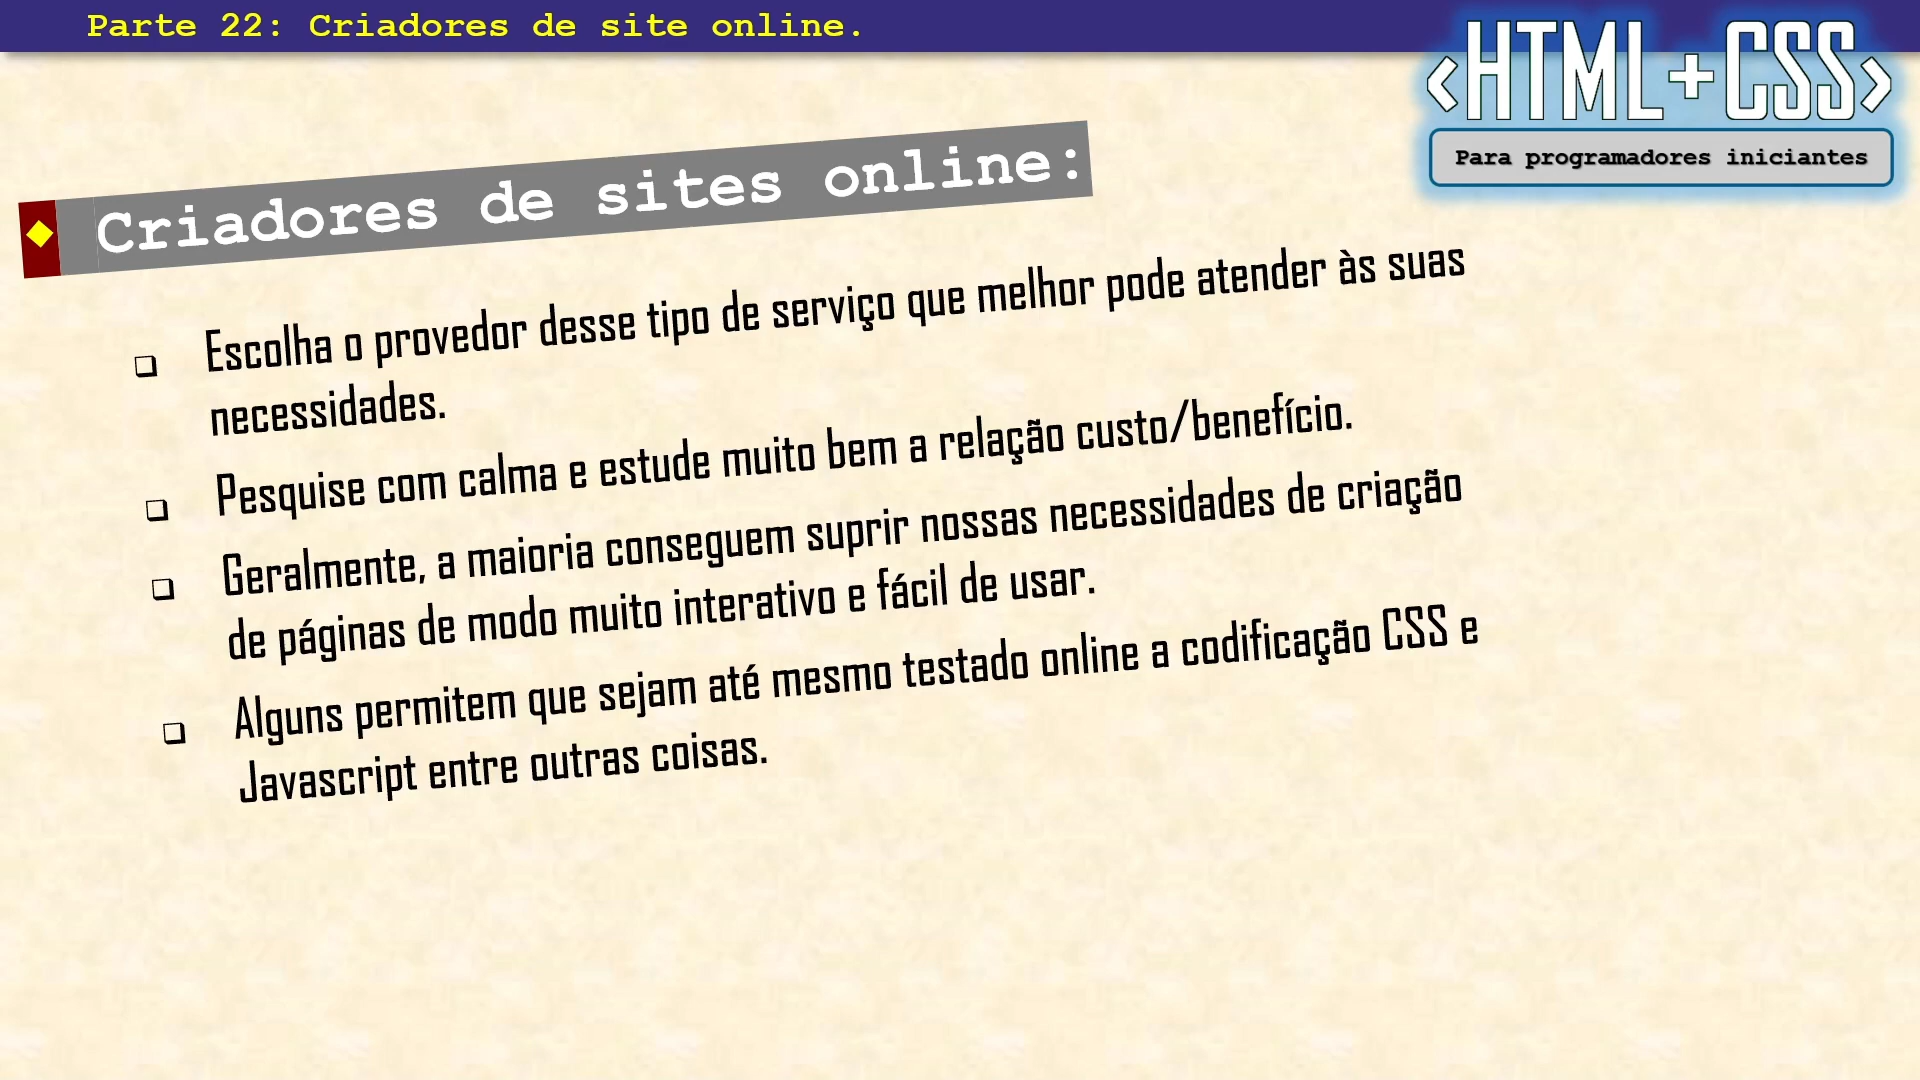 Parte 22: Criadores de site online.
<HTML+CSS>
Para programadores iniciantes
Criadores de sites online:
Escolha o provedor desse tipo de serviço que melhor pode atender às suas
necessidades.
Pesquise com calma e estude muito bem a relação custo/benefício.
Geralmente, a maioria conseguem suprir nossas necessidades de criação
de páginas de modo muito interativo e fácil de usar.
Alguns permitem que sejam até mesmo testado online a codificação CSS e
Javascript entre outras coisas.